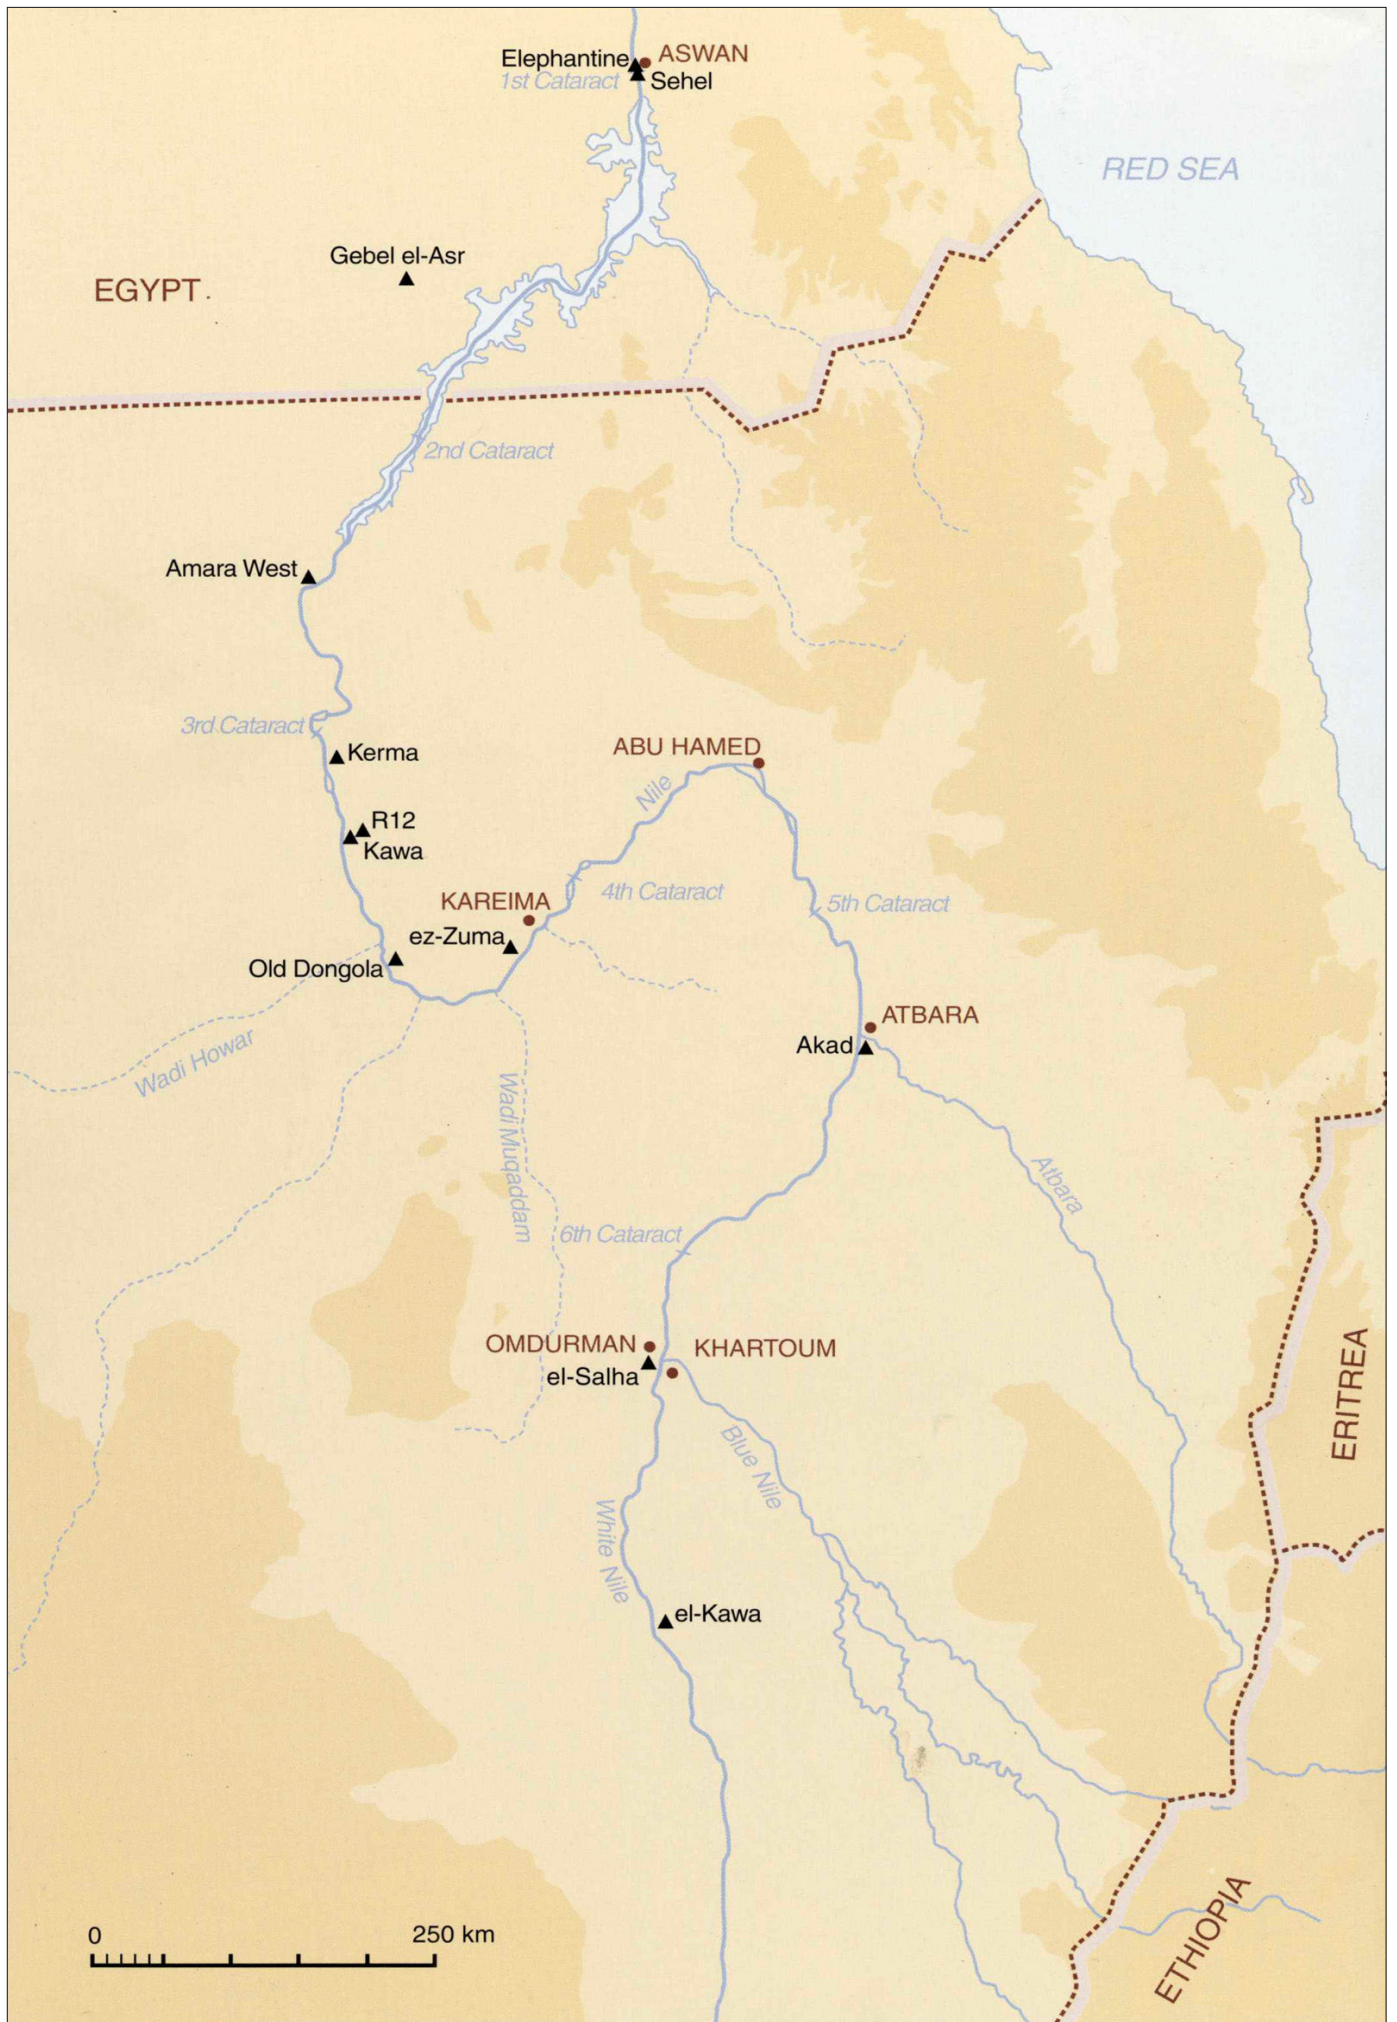 Elephantine
ASWAN
1st Cataract
Sehel
RED SEA
Gebel el-Asr
EGYPT
2nd Cataract
Amara West
3rd Cataract
Kerma
ABU HAMED
Nile
R12
Kawa
4th Cataract
KAREIMA
5th Cataract
ez-Zuma
Old Dongola
ATBARA
Akad
Wadi Howar
Wadi Muqaddam
Atbara
6th Cataract
OMDURMAN
KHARTOUM
el-Salha
ERITREA
Blue Nile
White Nile
el-Kawa
ETHIOPIA
0
250 km